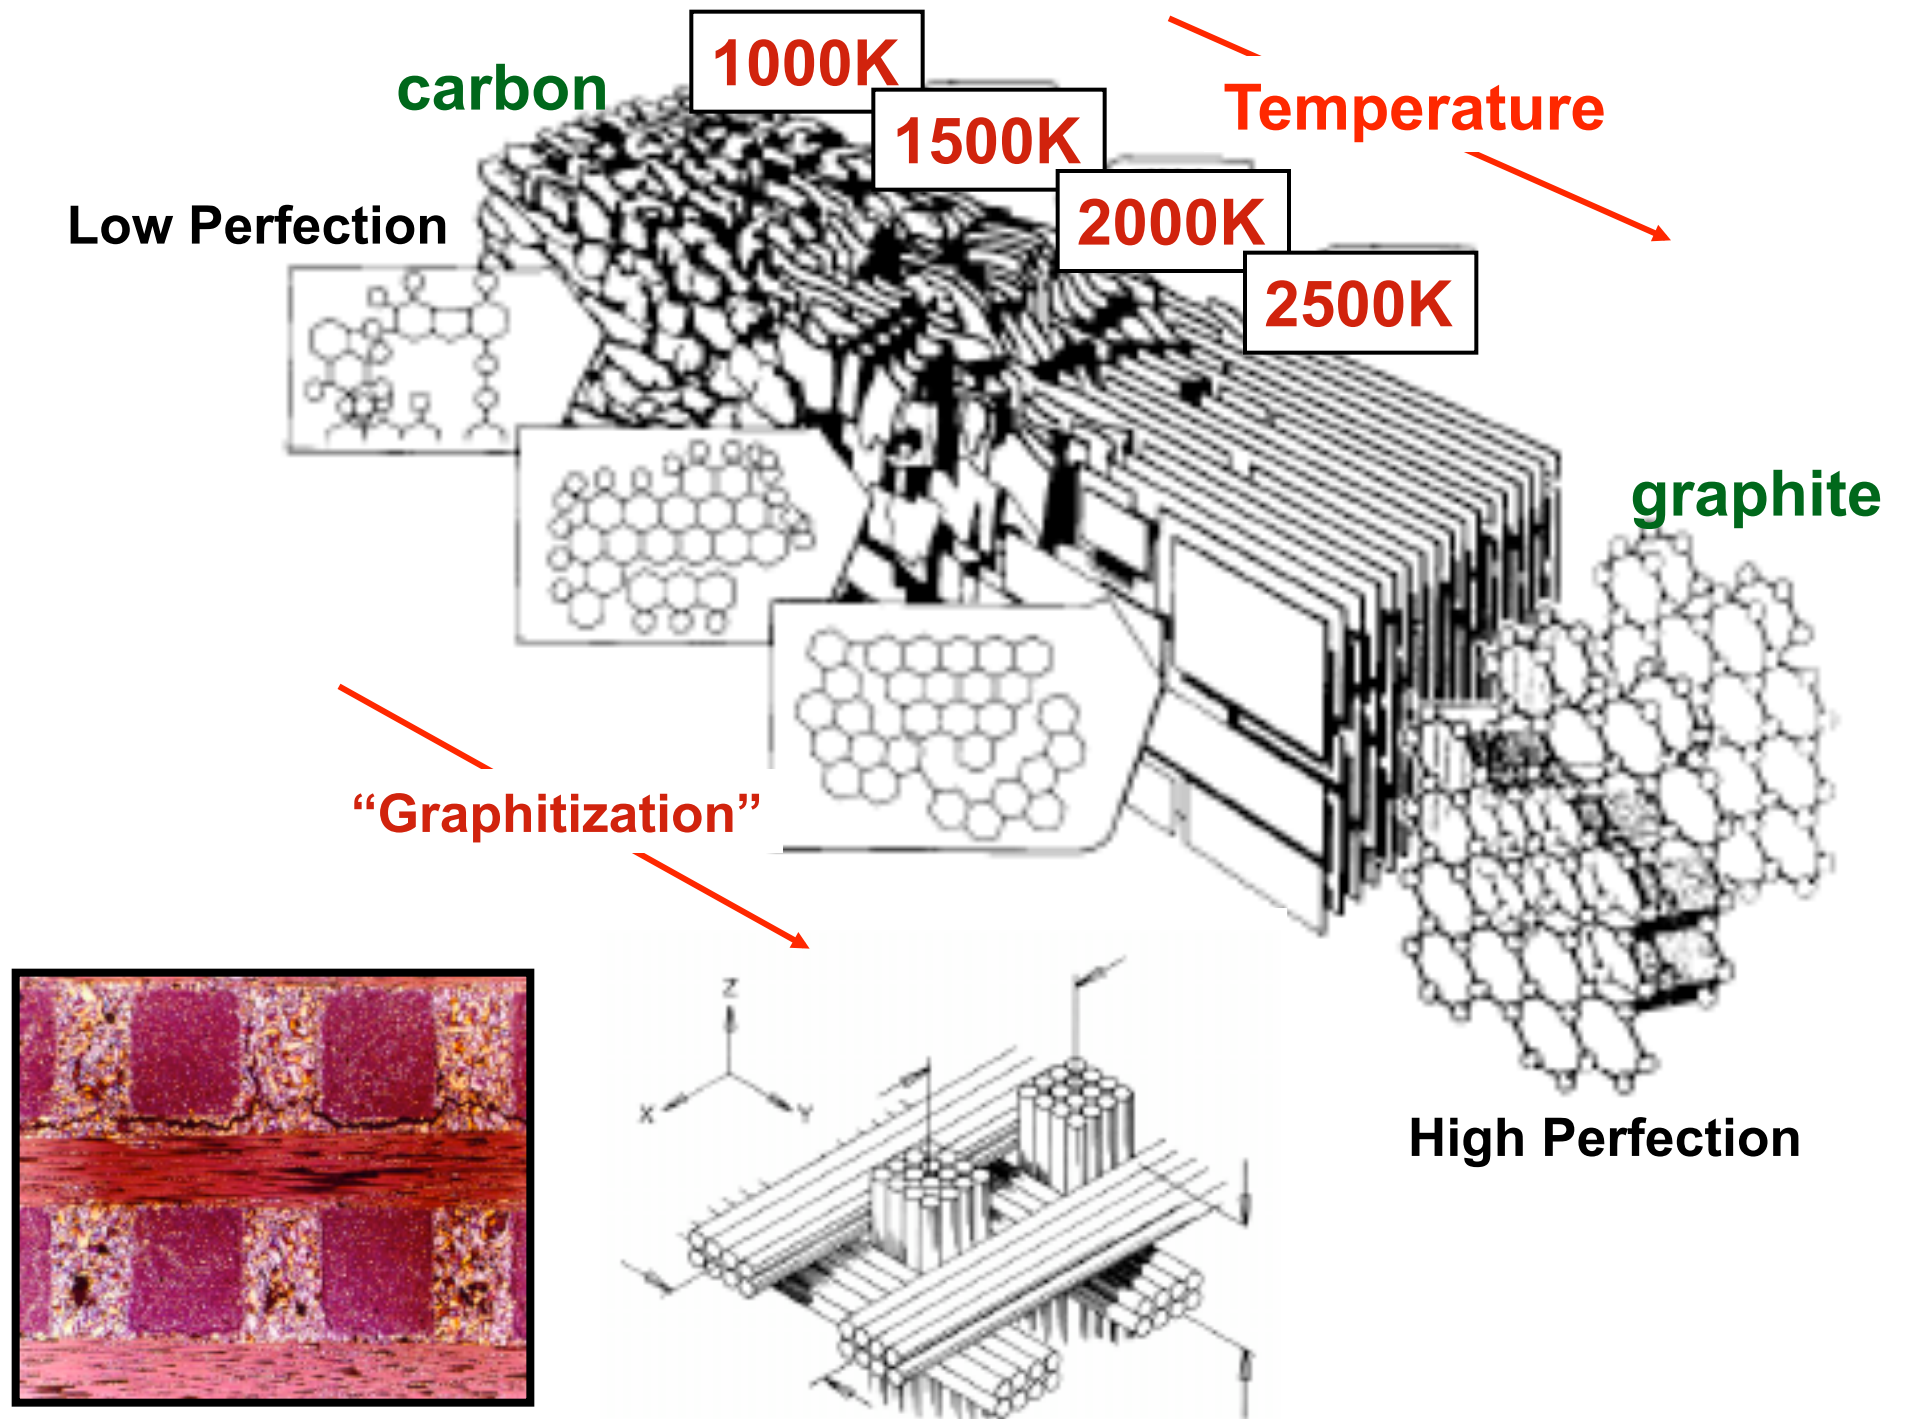 1000K
carbon
1500K
Temperature
2000K
Low Perfection
2500K
graphite
“Graphitization”
Z
X
Y
High Perfection